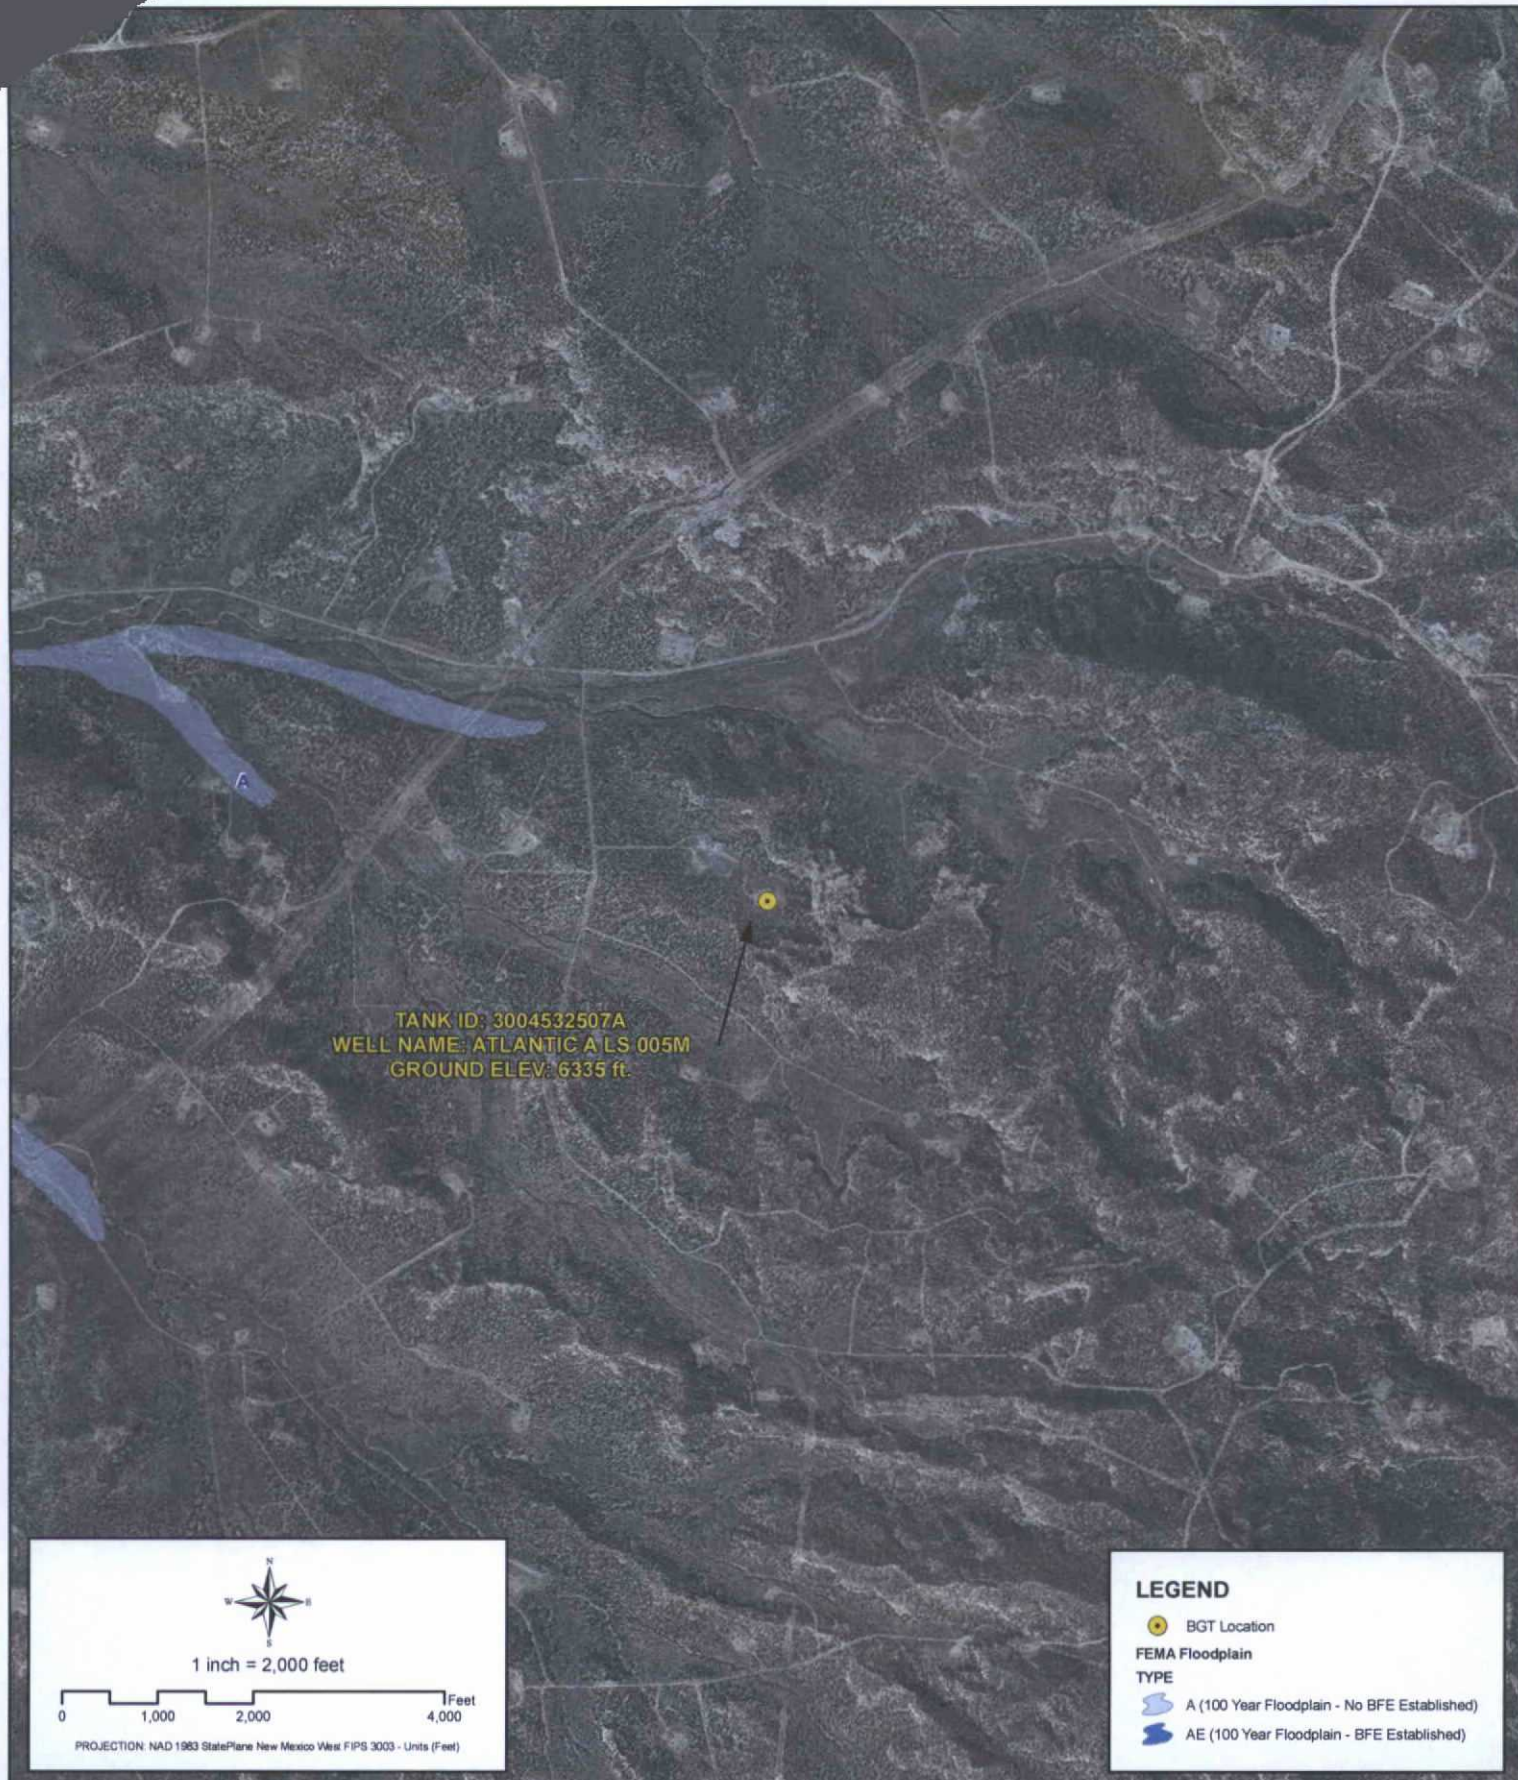 A
TANK ID: 3004532507A
WELL NAME: ATLANTIC A LS 005M
GROUND ELEV: 6335 ft.
N
W E
S
1 inch = 2,000 feet
Feet
0 1,000 2,000 4,000
PROJECTION: NAD 1983 StatePlane New Mexico West FIPS 3003 - Units (Feet)
LEGEND
BGT Location
FEMA Floodplain
TYPE
A (100 Year Floodplain - No BFE Established)
AE (100 Year Floodplain - BFE Established)